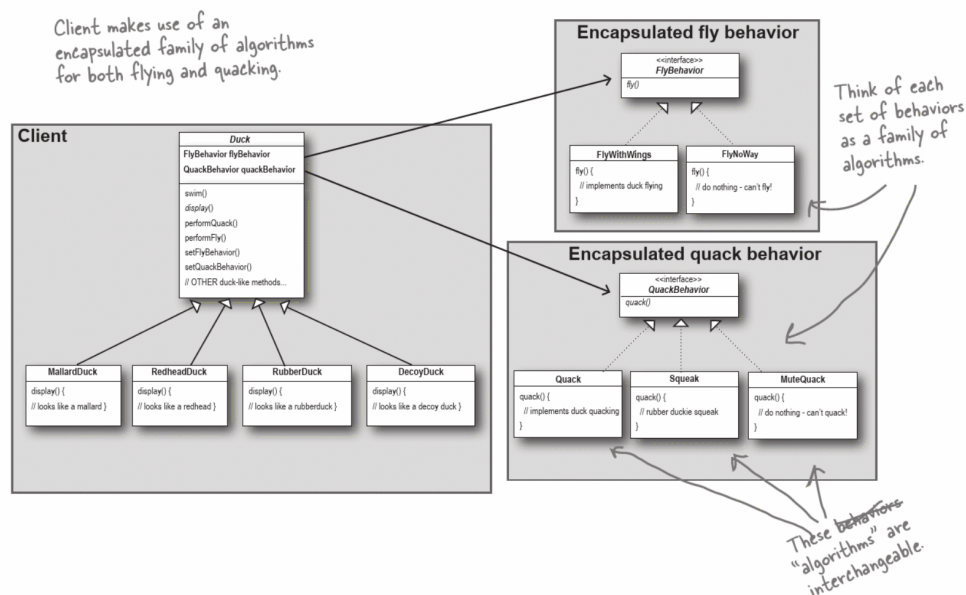 Client makes use of an
encapsulated family of algorithms
for both flying and quacking.
Client
Duck
FlyBehavior flyBehavior
QuackBehavior quackBehavior
swim()
display()
performQuack()
performFly()
setFlyBehavior()
setQuackBehavior()
// OTHER duck-like methods...
MallardDuck
display() {
// looks like a mallard }
RedheadDuck
display() {
// looks like a redhead }
RubberDuck
display() {
// looks like a rubberduck }
DecoyDuck
display() {
// looks like a decoy duck }
Encapsulated fly behavior
<<interface>>
FlyBehavior
fly()
FlyWithWings
fly() {
// implements duck flying
}
FlyNoWay
fly() {
// do nothing - can't fly!
}
Think of each
set of behaviors
as a family of
algorithms.
Encapsulated quack behavior
<<interface>>
QuackBehavior
quack()
Quack
quack() {
// implements duck quacking
}
Squeak
quack() {
// rubber duckie squeak
}
MuteQuack
quack() {
// do nothing - can't quack!
}
These behaviors
"algorithms" are
interchangeable.